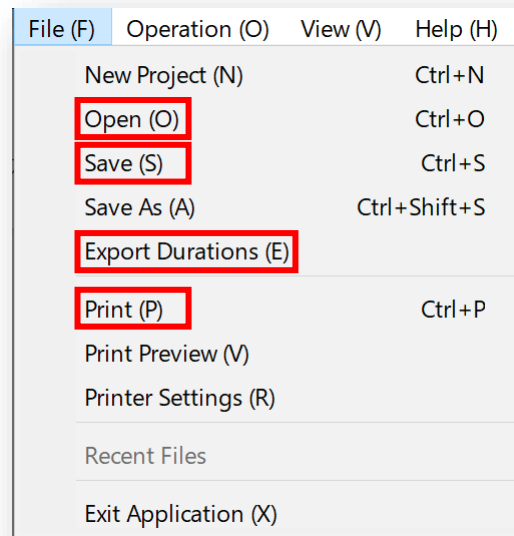 File (F) Operation (O) View (V) Help (H)
New Project (N) Ctrl+N
Open (O) Ctrl+O
Save (S) Ctrl+S
Save As (A) Ctrl+Shift+S
Export Durations (E)
Print (P) Ctrl+P
Print Preview (V)
Printer Settings (R)
Recent Files
Exit Application (X)